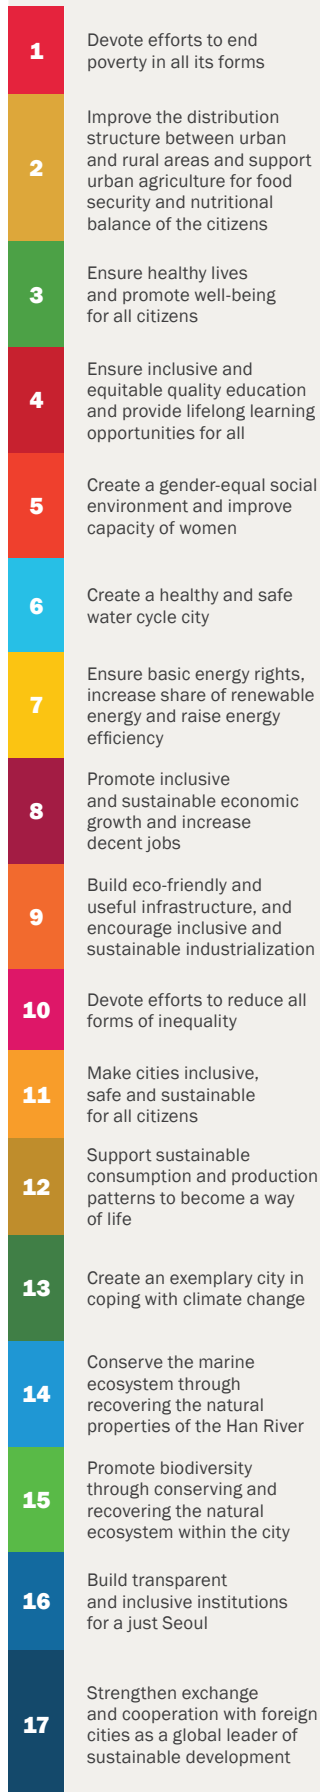 1
Devote efforts to end
poverty in all its forms
2
Improve the distribution
structure between urban
and rural areas and support
urban agriculture for food
security and nutritional
balance of the citizens
3
Ensure healthy lives
and promote well-being
for all citizens
4
Ensure inclusive and
equitable quality education
and provide lifelong learning
opportunities for all
5
Create a gender-equal social
environment and improve
capacity of women
6
Create a healthy and safe
water cycle city
7
Ensure basic energy rights,
increase share of renewable
energy and raise energy
efficiency
8
Promote inclusive
and sustainable economic
growth and increase
decent jobs
9
Build eco-friendly and
useful infrastructure, and
encourage inclusive and
sustainable industrialization
10
Devote efforts to reduce all
forms of inequality
11
Make cities inclusive,
safe and sustainable
for all citizens
12
Support sustainable
consumption and production
patterns to become a way
of life
13
Create an exemplary city in
coping with climate change
14
Conserve the marine
ecosystem through
recovering the natural
properties of the Han River
15
Promote biodiversity
through conserving and
recovering the natural
ecosystem within the city
16
Build transparent
and inclusive institutions
for a just Seoul
17
Strengthen exchange
and cooperation with foreign
cities as a global leader of
sustainable development